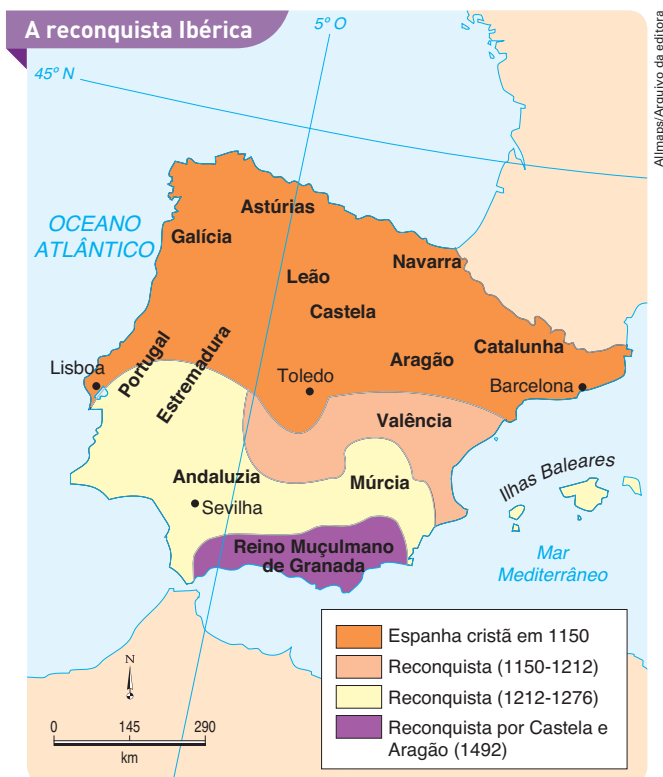 A reconquista Ibérica
Allmaps/Arquivo da editora
5º O
45º N
OCEANO
ATLÂNTICO
Astúrias
Galícia
Navarra
Leão
Castela
Portugal
Estremadura
Aragão
Catalunha
Lisboa
Toledo
Barcelona
Valência
Ilhas Baleares
Andaluzia
Múrcia
Sevilha
Reino Muçulmano
de Granada
Mar
Mediterrâneo
Espanha cristã em 1150
Reconquista (1150-1212)
Reconquista (1212-1276)
Reconquista por Castela e
Aragão (1492)
N
0 145 290
km